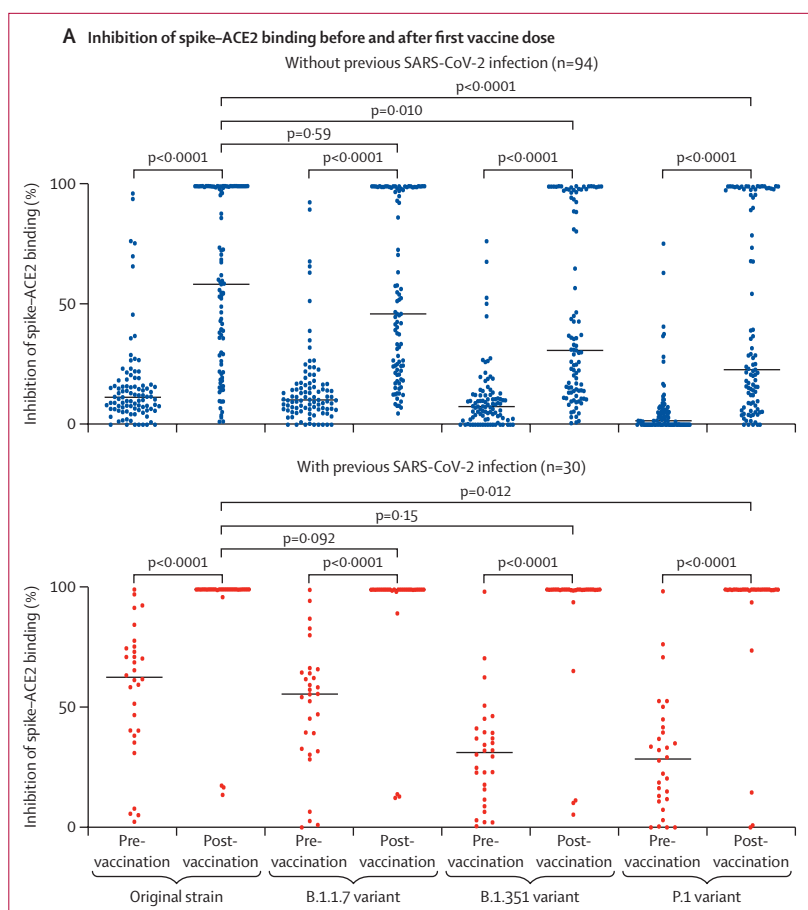 A Inhibition of spike–ACE2 binding before and after first vaccine dose
Without previous SARS-CoV-2 infection (n=94)
p<0·0001
p=0·010
p=0·59
p<0·0001 p<0·0001 p<0·0001 p<0·0001
Inhibition of spike–ACE2 binding (%)
100
50
0
With previous SARS-CoV-2 infection (n=30)
p=0·012
p=0·15
p=0·092
p<0·0001 p<0·0001 p<0·0001 p<0·0001
Inhibition of spike–ACE2 binding (%)
100
50
0
Pre- Post- Pre- Post- Pre- Post- Pre- Post-
vaccination vaccination vaccination vaccination vaccination vaccination vaccination vaccination
Original strain B.1.1.7 variant B.1.351 variant P.1 variant